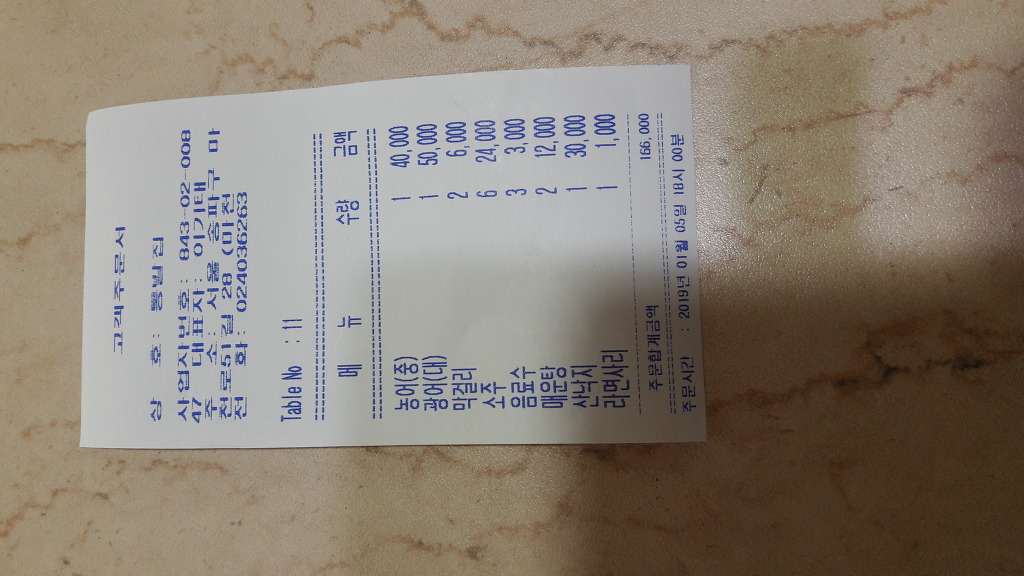 고객주문서
상 호 :
사업자번호 : 843-02-008
47 대표자 : 이기태
주 소 : 서울 송파구 마
천로51길 28 (마천
전 화 : 024036263
Table No : 11
메 뉴 수량 금액
농어(중) 1 40,000
광어(대) 1 50,000
막걸리 2 6,000
소주 6 24,000
음료수 3 3,000
매운탕 2 12,000
산낙지 1 30,000
라면사리 1 1,000
주문합계금액 166,000
주문시간 : 2019년 01월 05일 18시 00분